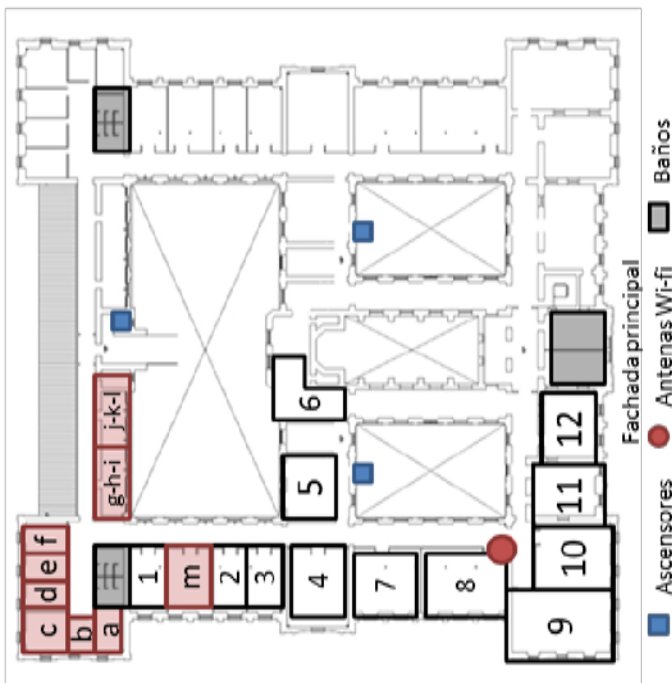 c
d
e
f
b
a
g-h-i
j-k-l
1
m
2
3
4
5
6
7
8
9
10
11
12
Fachada principal
Ascensores
Antenas Wi-fi
Baños